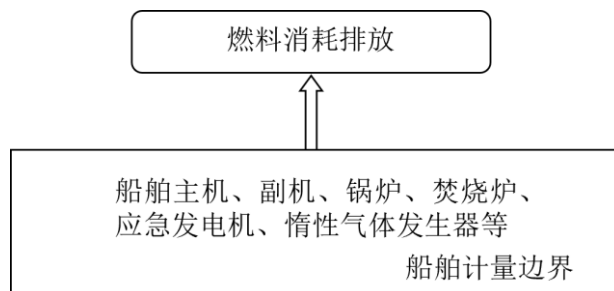 燃料消耗排放
船舶主机、副机、锅炉、焚烧炉、
应急发电机、惰性气体发生器等
船舶计量边界